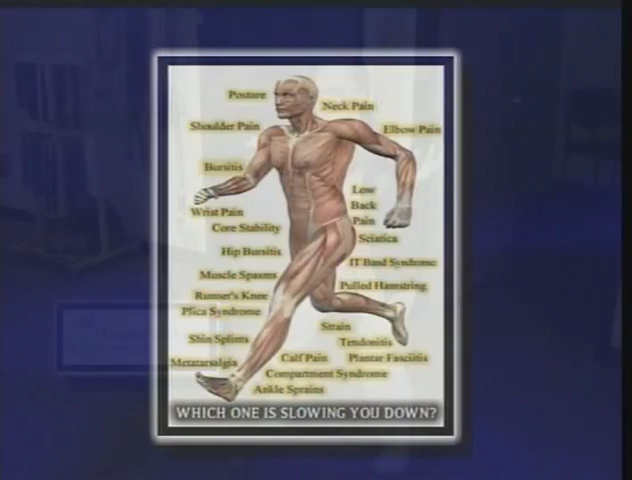 Posture
Neck Pain
Shoulder Pain
Elbow Pain
Bursitis
Low
Back
Pain
Wrist Pain
Core Stability
Sciatica
Hip Bursitis
IT Band Syndrome
Muscle Spasms
Pulled Hamstring
Runner's Knee
Plica Syndrome
Strain
Shin Splints
Tendonitis
Metatarsalgia
Calf Pain
Plantar Fasciitis
Compartment Syndrome
Ankle Sprains
WHICH ONE IS SLOWING YOU DOWN?